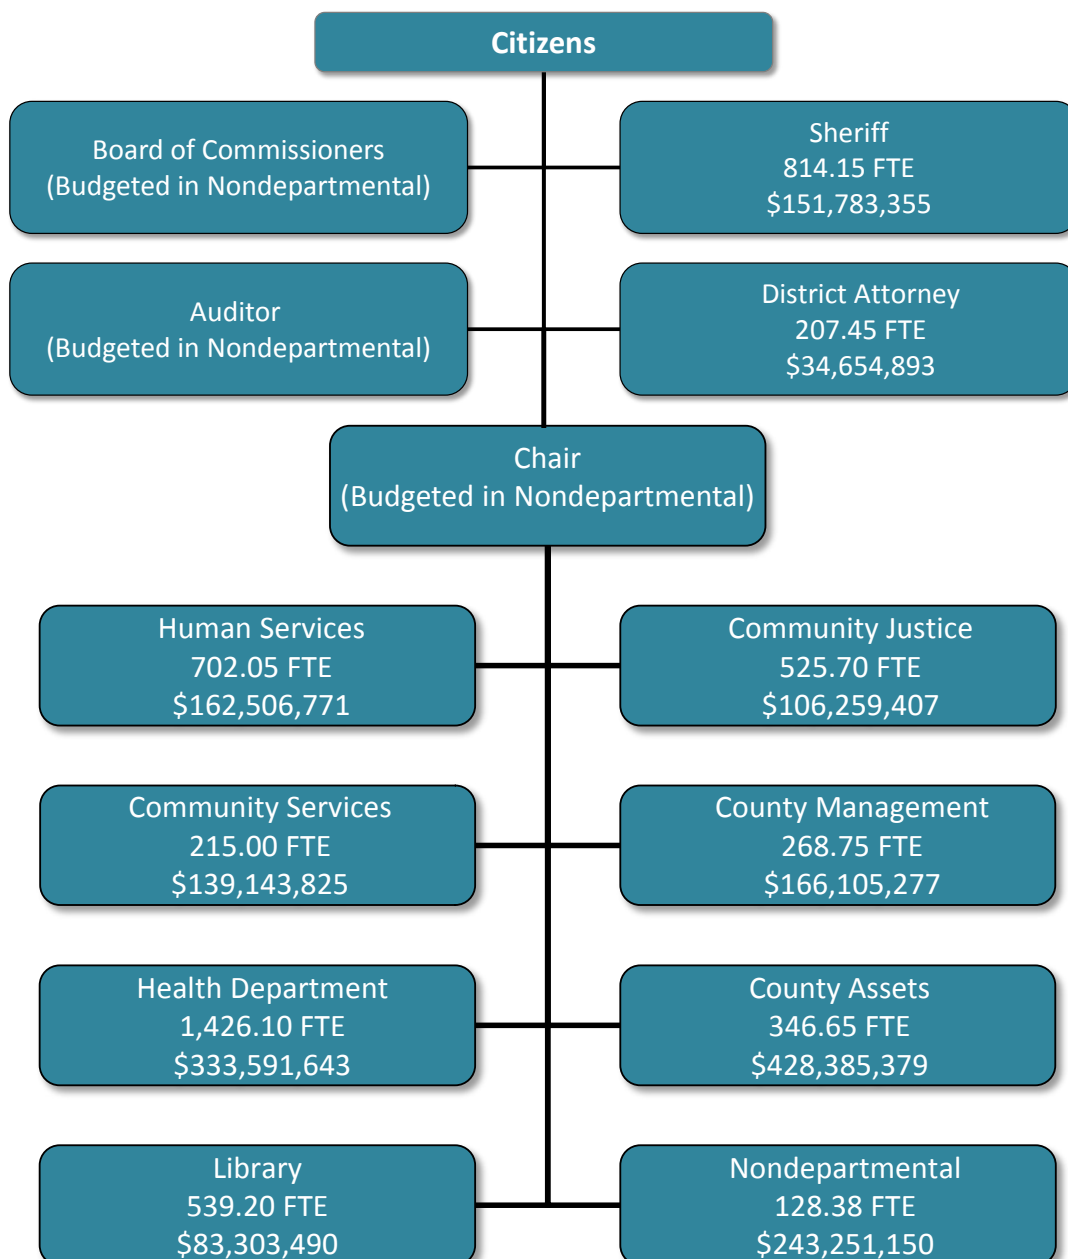 Citizens
Board of Commissioners
(Budgeted in Nondepartmental)
Sheriff
814.15 FTE
$151,783,355
Auditor
(Budgeted in Nondepartmental)
District Attorney
207.45 FTE
$34,654,893
Chair
(Budgeted in Nondepartmental)
Human Services
702.05 FTE
$162,506,771
Community Justice
525.70 FTE
$106,259,407
Community Services
215.00 FTE
$139,143,825
County Management
268.75 FTE
$166,105,277
Health Department
1,426.10 FTE
$333,591,643
County Assets
346.65 FTE
$428,385,379
Library
539.20 FTE
$83,303,490
Nondepartmental
128.38 FTE
$243,251,150